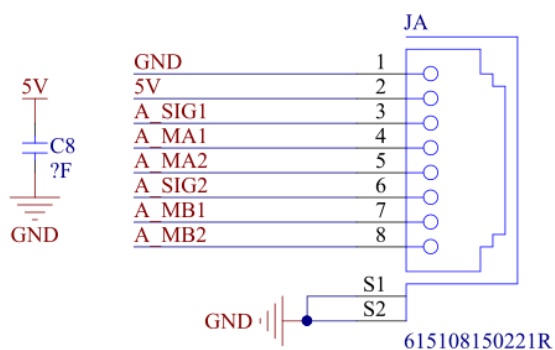 JA
GND 1
5V 2
A_SIG1 3
A_MA1 4
A_MA2 5
A_SIG2 6
A_MB1 7
A_MB2 8
5V
C8
?F
GND
S1
S2
GND
615108150221R